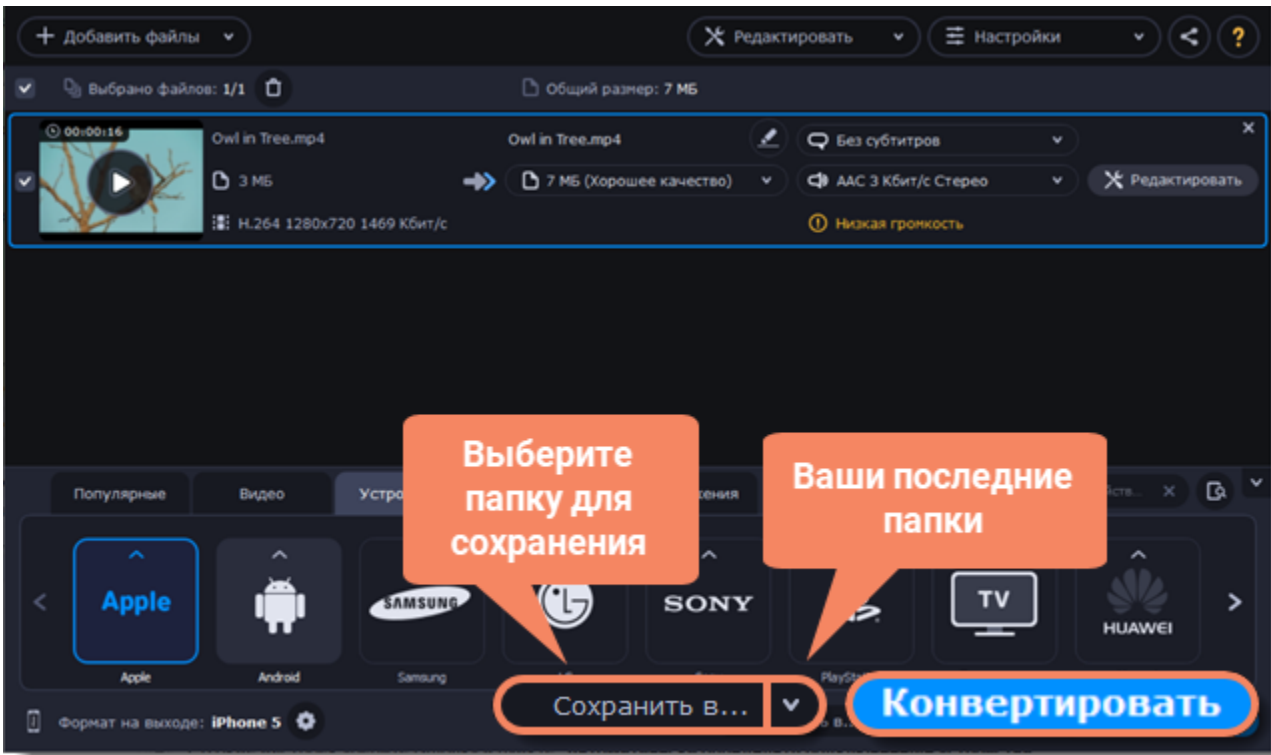 Добавить файлы
Редактировать
Настройки
?
Выбрано файлов: 1/1
Общий размер: 7 МБ
00:00:16
Owl in Tree.mp4
Owl in Tree.mp4
Без субтитров
3 МБ
7 МБ (Хорошее качество)
AAC 3 Кбит/с Стерео
Редактировать
H.264 1280x720 1469 Кбит/с
Низкая громкость
Выберите
папку для
сохранения
Ваши последние
папки
Популярные
Видео
Apple
SAMSUNG
LG
SONY
TV
HUAWEI
Apple
Android
Samsung
Сохранить в...
Конвертировать
Формат на выходе: iPhone 5